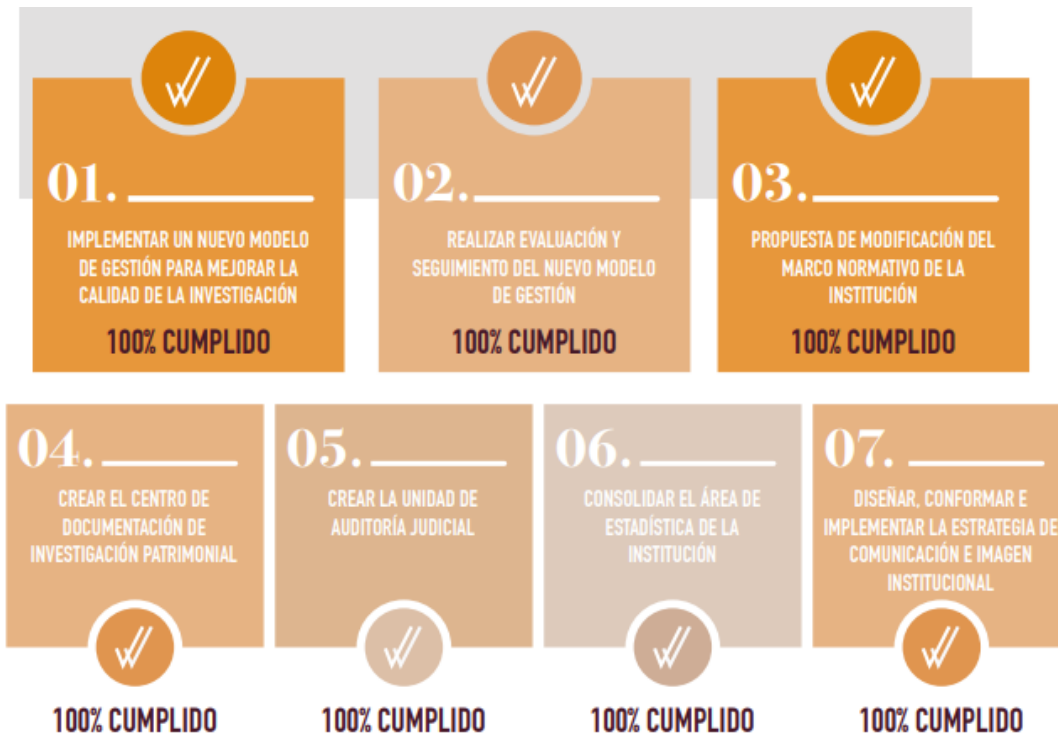 01.
IMPLEMENTAR UN NUEVO MODELO
DE GESTIÓN PARA MEJORAR LA
CALIDAD DE LA INVESTIGACIÓN
100% CUMPLIDO
02.
REALIZAR EVALUACIÓN Y
SEGUIMIENTO DEL NUEVO MODELO
DE GESTIÓN
100% CUMPLIDO
03.
PROPUESTA DE MODIFICACIÓN DEL
MARCO NORMATIVO DE LA
INSTITUCIÓN
100% CUMPLIDO
04.
CREAR EL CENTRO DE
DOCUMENTACIÓN DE
INVESTIGACIÓN PATRIMONIAL
100% CUMPLIDO
05.
CREAR LA UNIDAD DE
AUDITORÍA JUDICIAL
100% CUMPLIDO
06.
CONSOLIDAR EL ÁREA DE
ESTADÍSTICA DE LA
INSTITUCIÓN
100% CUMPLIDO
07.
DISEÑAR, CONFORMAR E
IMPLEMENTAR LA ESTRATEGIA DE
COMUNICACIÓN E IMAGEN
INSTITUCIONAL
100% CUMPLIDO